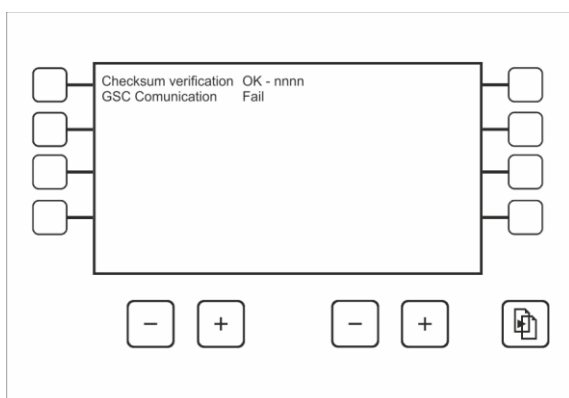 Checksum verification OK - nnnn
GSC Comunication Fail
- + - +